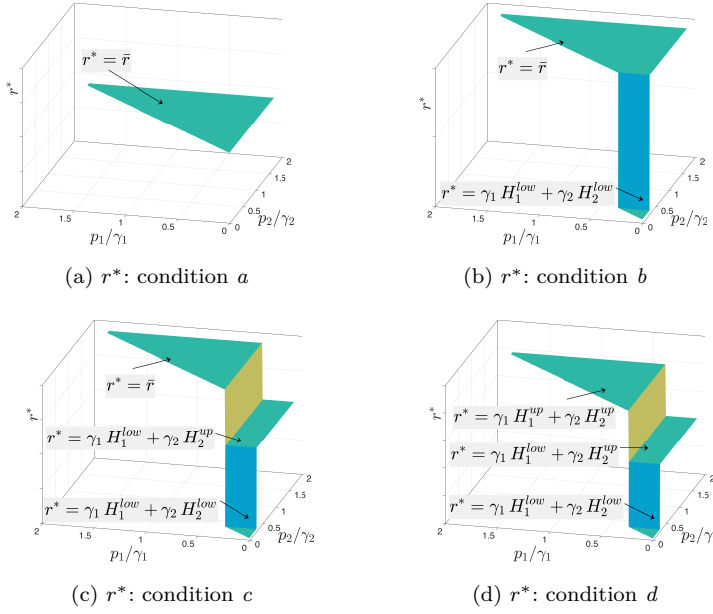 r* = r̄
r*
2
1.5
1
0.5
0
p₁/γ₁
0
0.5
1
1.5
2
p₂/γ₂
(a) r*: condition a
r* = r̄
r* = γ₁ H₁^{low} + γ₂ H₂^{low}
r*
2
1.5
1
0.5
0
p₁/γ₁
0
0.5
1
1.5
2
p₂/γ₂
(b) r*: condition b
r* = r̄
r* = γ₁ H₁^{low} + γ₂ H₂^{up}
r* = γ₁ H₁^{low} + γ₂ H₂^{low}
r*
2
1.5
1
0.5
0
p₁/γ₁
0
0.5
1
1.5
2
p₂/γ₂
(c) r*: condition c
r* = γ₁ H₁^{up} + γ₂ H₂^{up}
r* = γ₁ H₁^{low} + γ₂ H₂^{up}
r* = γ₁ H₁^{low} + γ₂ H₂^{low}
r*
2
1.5
1
0.5
0
p₁/γ₁
0
0.5
1
1.5
2
p₂/γ
(d) r*: condition d